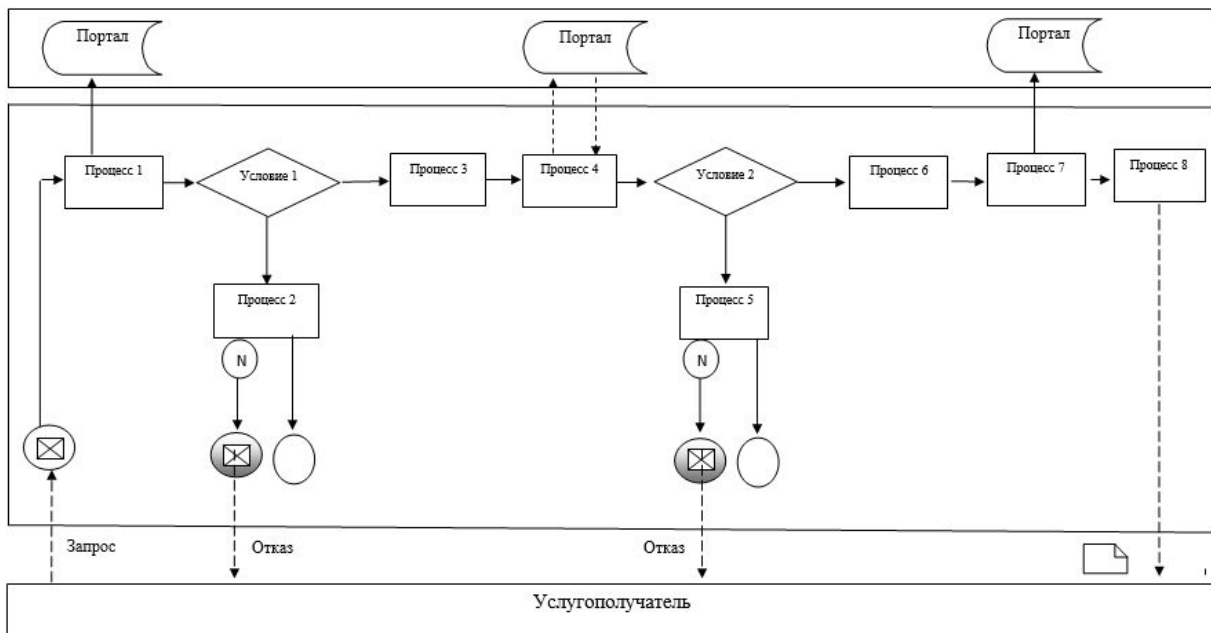 Портал
Портал
Портал
Процесс 1
Условие 1
Процесс 3
Процесс 4
Условие 2
Процесс 6
Процесс 7
Процесс 8
Процесс 2
Процесс 5
N
N
Запрос
Отказ
Отказ
Услугополучатель